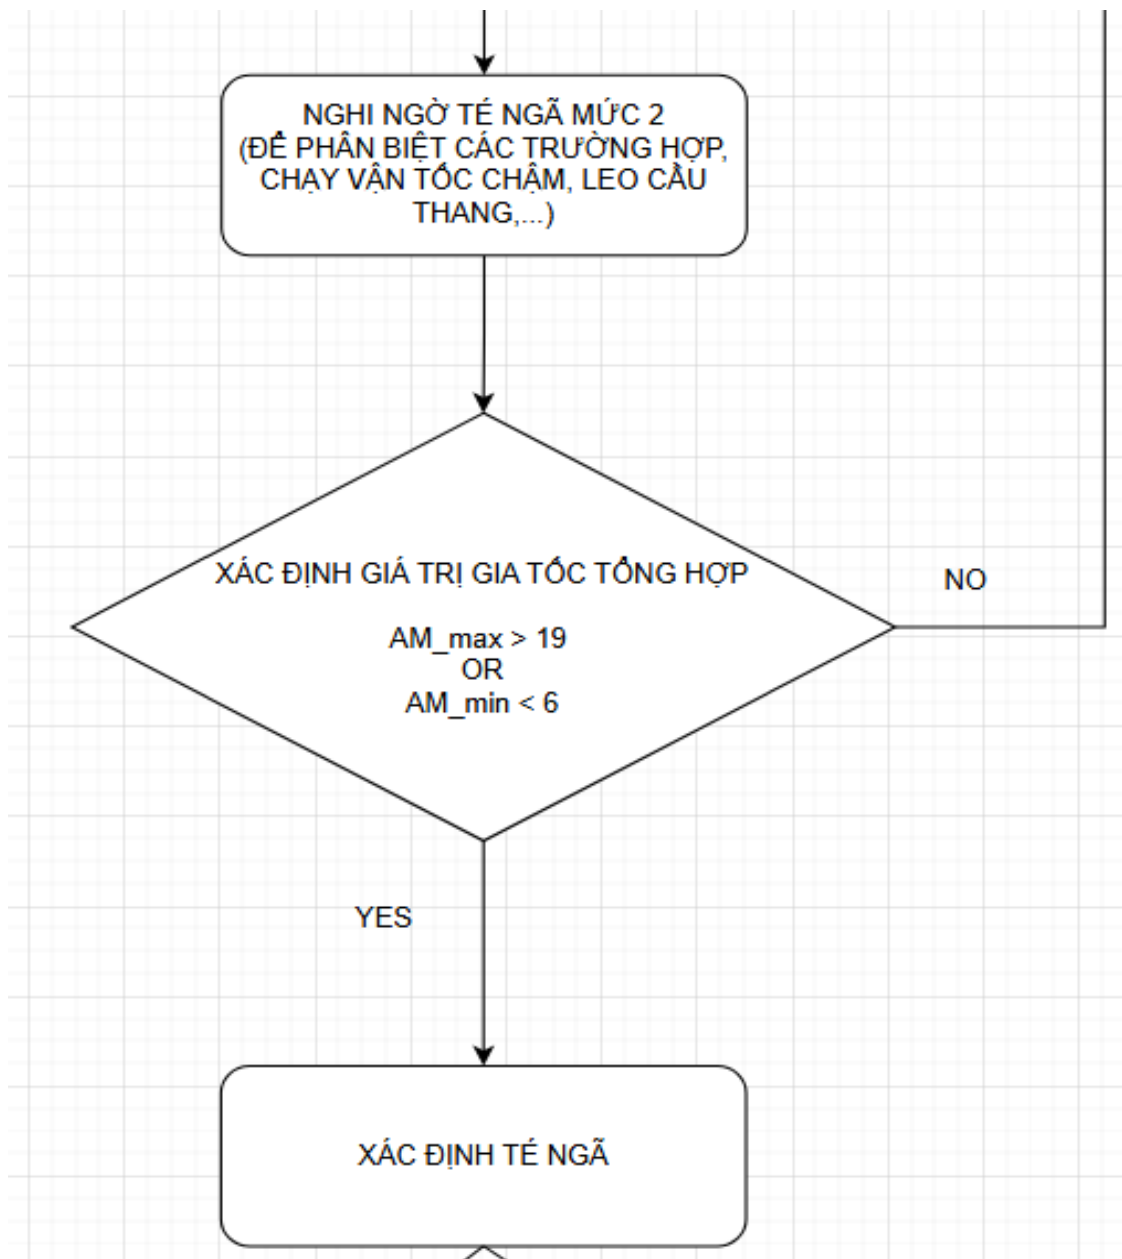 NGHI NGỜ TÉ NGÃ MỨC 2
(ĐỂ PHÂN BIỆT CÁC TRƯỜNG HỢP,
CHẠY VẬN TỐC CHẬM, LEO CẦU
THANG,...)
XÁC ĐỊNH GIÁ TRỊ GIA TỐC TỔNG HỢP
NO
AM_max > 19
OR
AM_min < 6
YES
XÁC ĐỊNH TÉ NGÃ